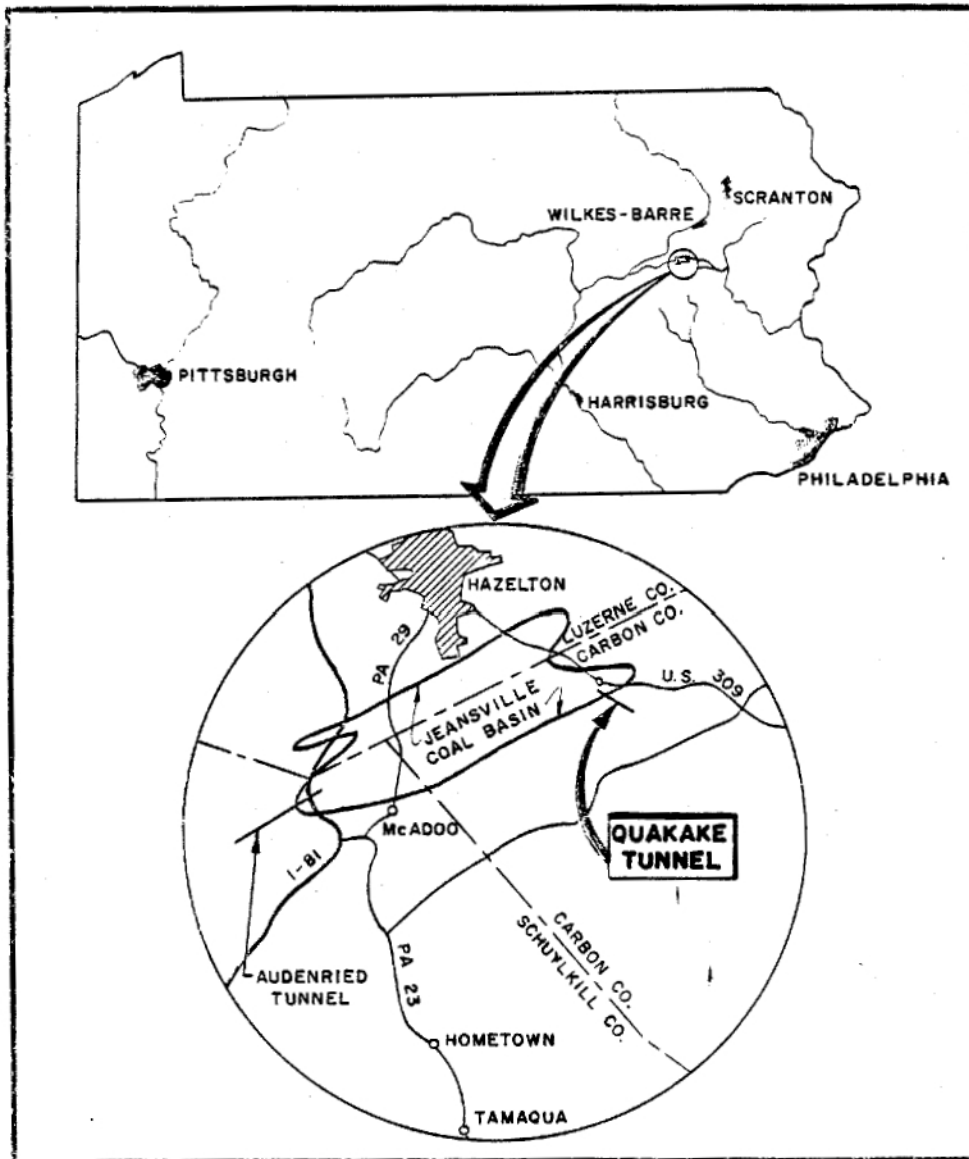 SCRANTON
WILKES-BARRE
PITTSBURGH
HARRISBURG
PHILADELPHIA
HAZELTON
LUZERNE CO.
CARBON CO.
PA 29
U.S. 309
JEANSVILLE
COAL BASIN
McADOO
QUAKAKE
TUNNEL
I-81
CARBON CO.
SCHUYLKILL CO.
AUDENRIED
TUNNEL
PA 23
HOMETOWN
TAMAQUA